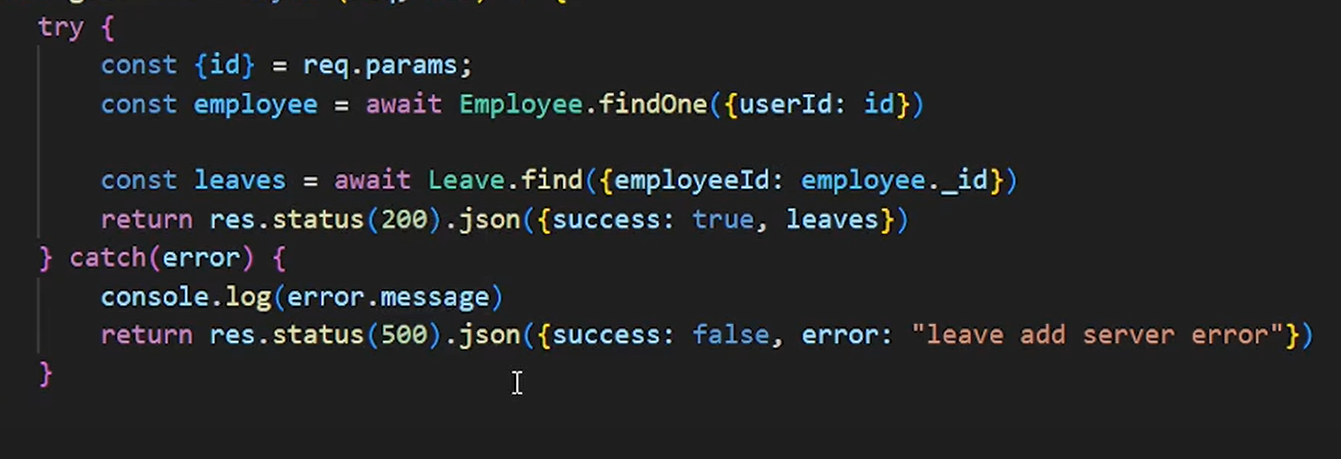 try {
const {id} = req.params;
const employee = await Employee.findOne({userId: id})
const leaves = await Leave.find({employeeId: employee._id})
return res.status(200).json({success: true, leaves})
} catch(error) {
console.log(error.message)
return res.status(500).json({success: false, error: "leave add server error"})
}